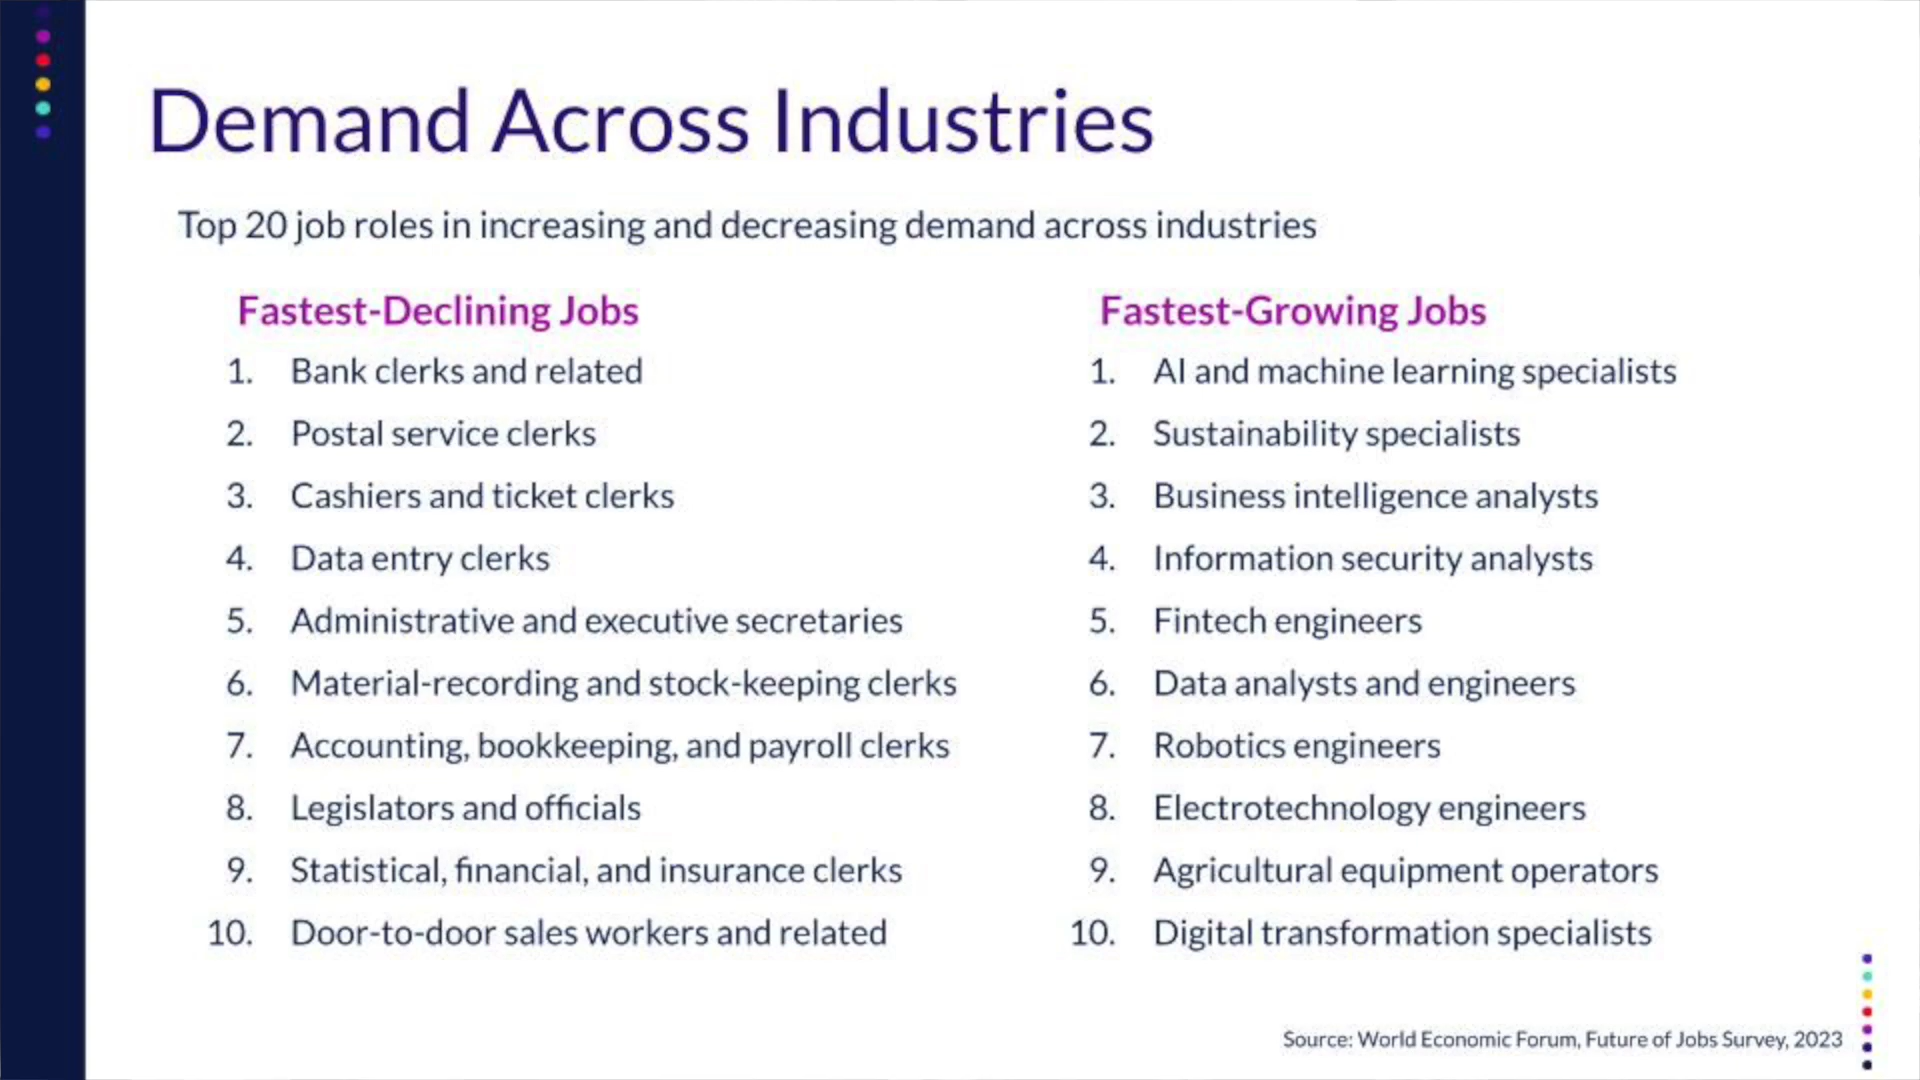 Demand Across Industries
Top 20 job roles in increasing and decreasing demand across industries
Fastest-Declining Jobs
1. Bank clerks and related
2. Postal service clerks
3. Cashiers and ticket clerks
4. Data entry clerks
5. Administrative and executive secretaries
6. Material-recording and stock-keeping clerks
7. Accounting, bookkeeping, and payroll clerks
8. Legislators and officials
9. Statistical, financial, and insurance clerks
10. Door-to-door sales workers and related
Fastest-Growing Jobs
1. AI and machine learning specialists
2. Sustainability specialists
3. Business intelligence analysts
4. Information security analysts
5. Fintech engineers
6. Data analysts and engineers
7. Robotics engineers
8. Electrotechnology engineers
9. Agricultural equipment operators
10. Digital transformation specialists
Source: World Economic Forum, Future of Jobs Survey, 2023